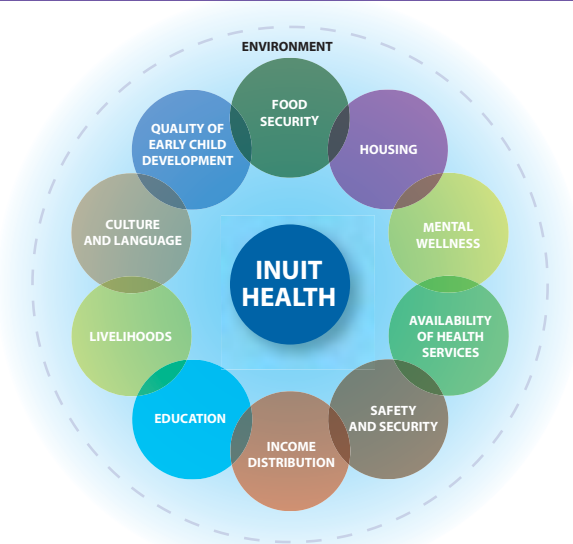 ENVIRONMENT
FOOD
SECURITY
HOUSING
MENTAL
WELLNESS
AVAILABILITY
OF HEALTH
SERVICES
SAFETY
AND SECURITY
INCOME
DISTRIBUTION
EDUCATION
LIVELIHOODS
CULTURE
AND LANGUAGE
QUALITY OF
EARLY CHILD
DEVELOPMENT
INUIT
HEALTH